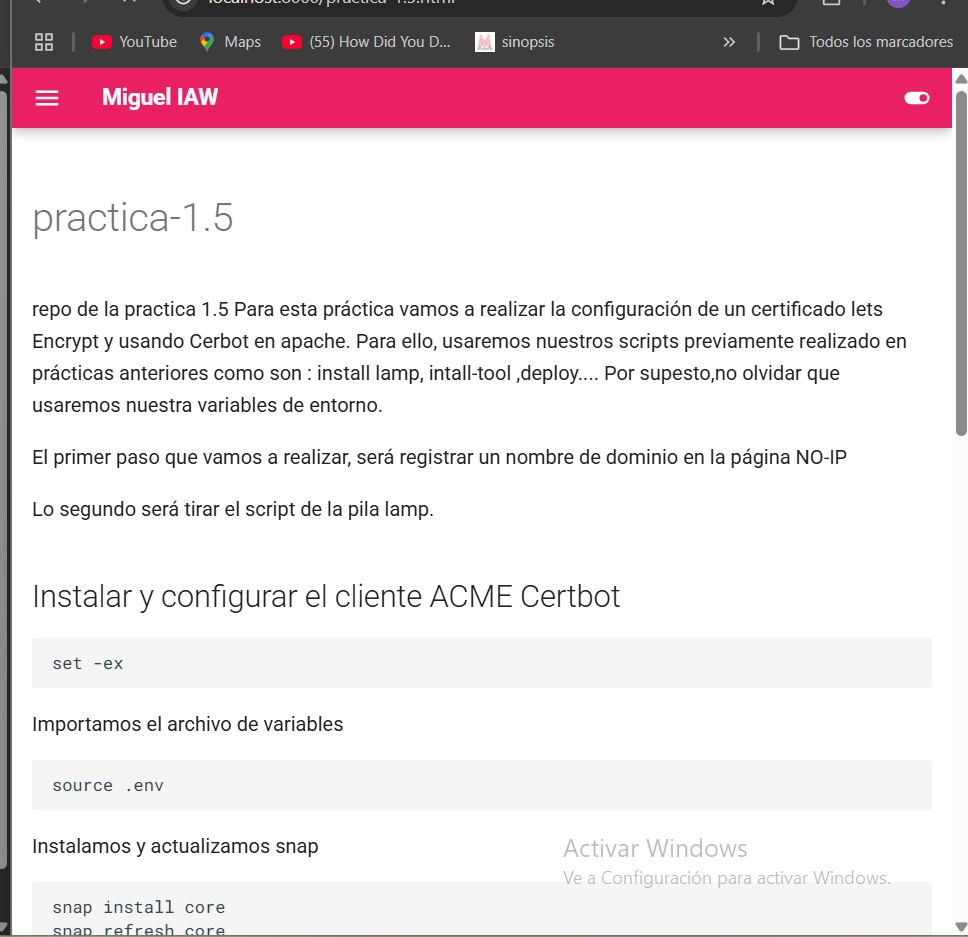 YouTube Maps (55) How Did You D... sinopsis » Todos los marcadores
Miguel IAW
practica-1.5
repo de la practica 1.5 Para esta práctica vamos a realizar la configuración de un certificado lets
Encrypt y usando Cerbot en apache. Para ello, usaremos nuestros scripts previamente realizado en
prácticas anteriores como son : install lamp, intall-tool ,deploy.... Por supesto,no olvidar que
usaremos nuestra variables de entorno.
El primer paso que vamos a realizar, será registrar un nombre de dominio en la página NO-IP
Lo segundo será tirar el script de la pila lamp.
Instalar y configurar el cliente ACME Certbot
set -ex
Importamos el archivo de variables
source .env
Instalamos y actualizamos snap
Activar Windows
Ve a Configuración para activar Windows.
snap install core
snap refresh core